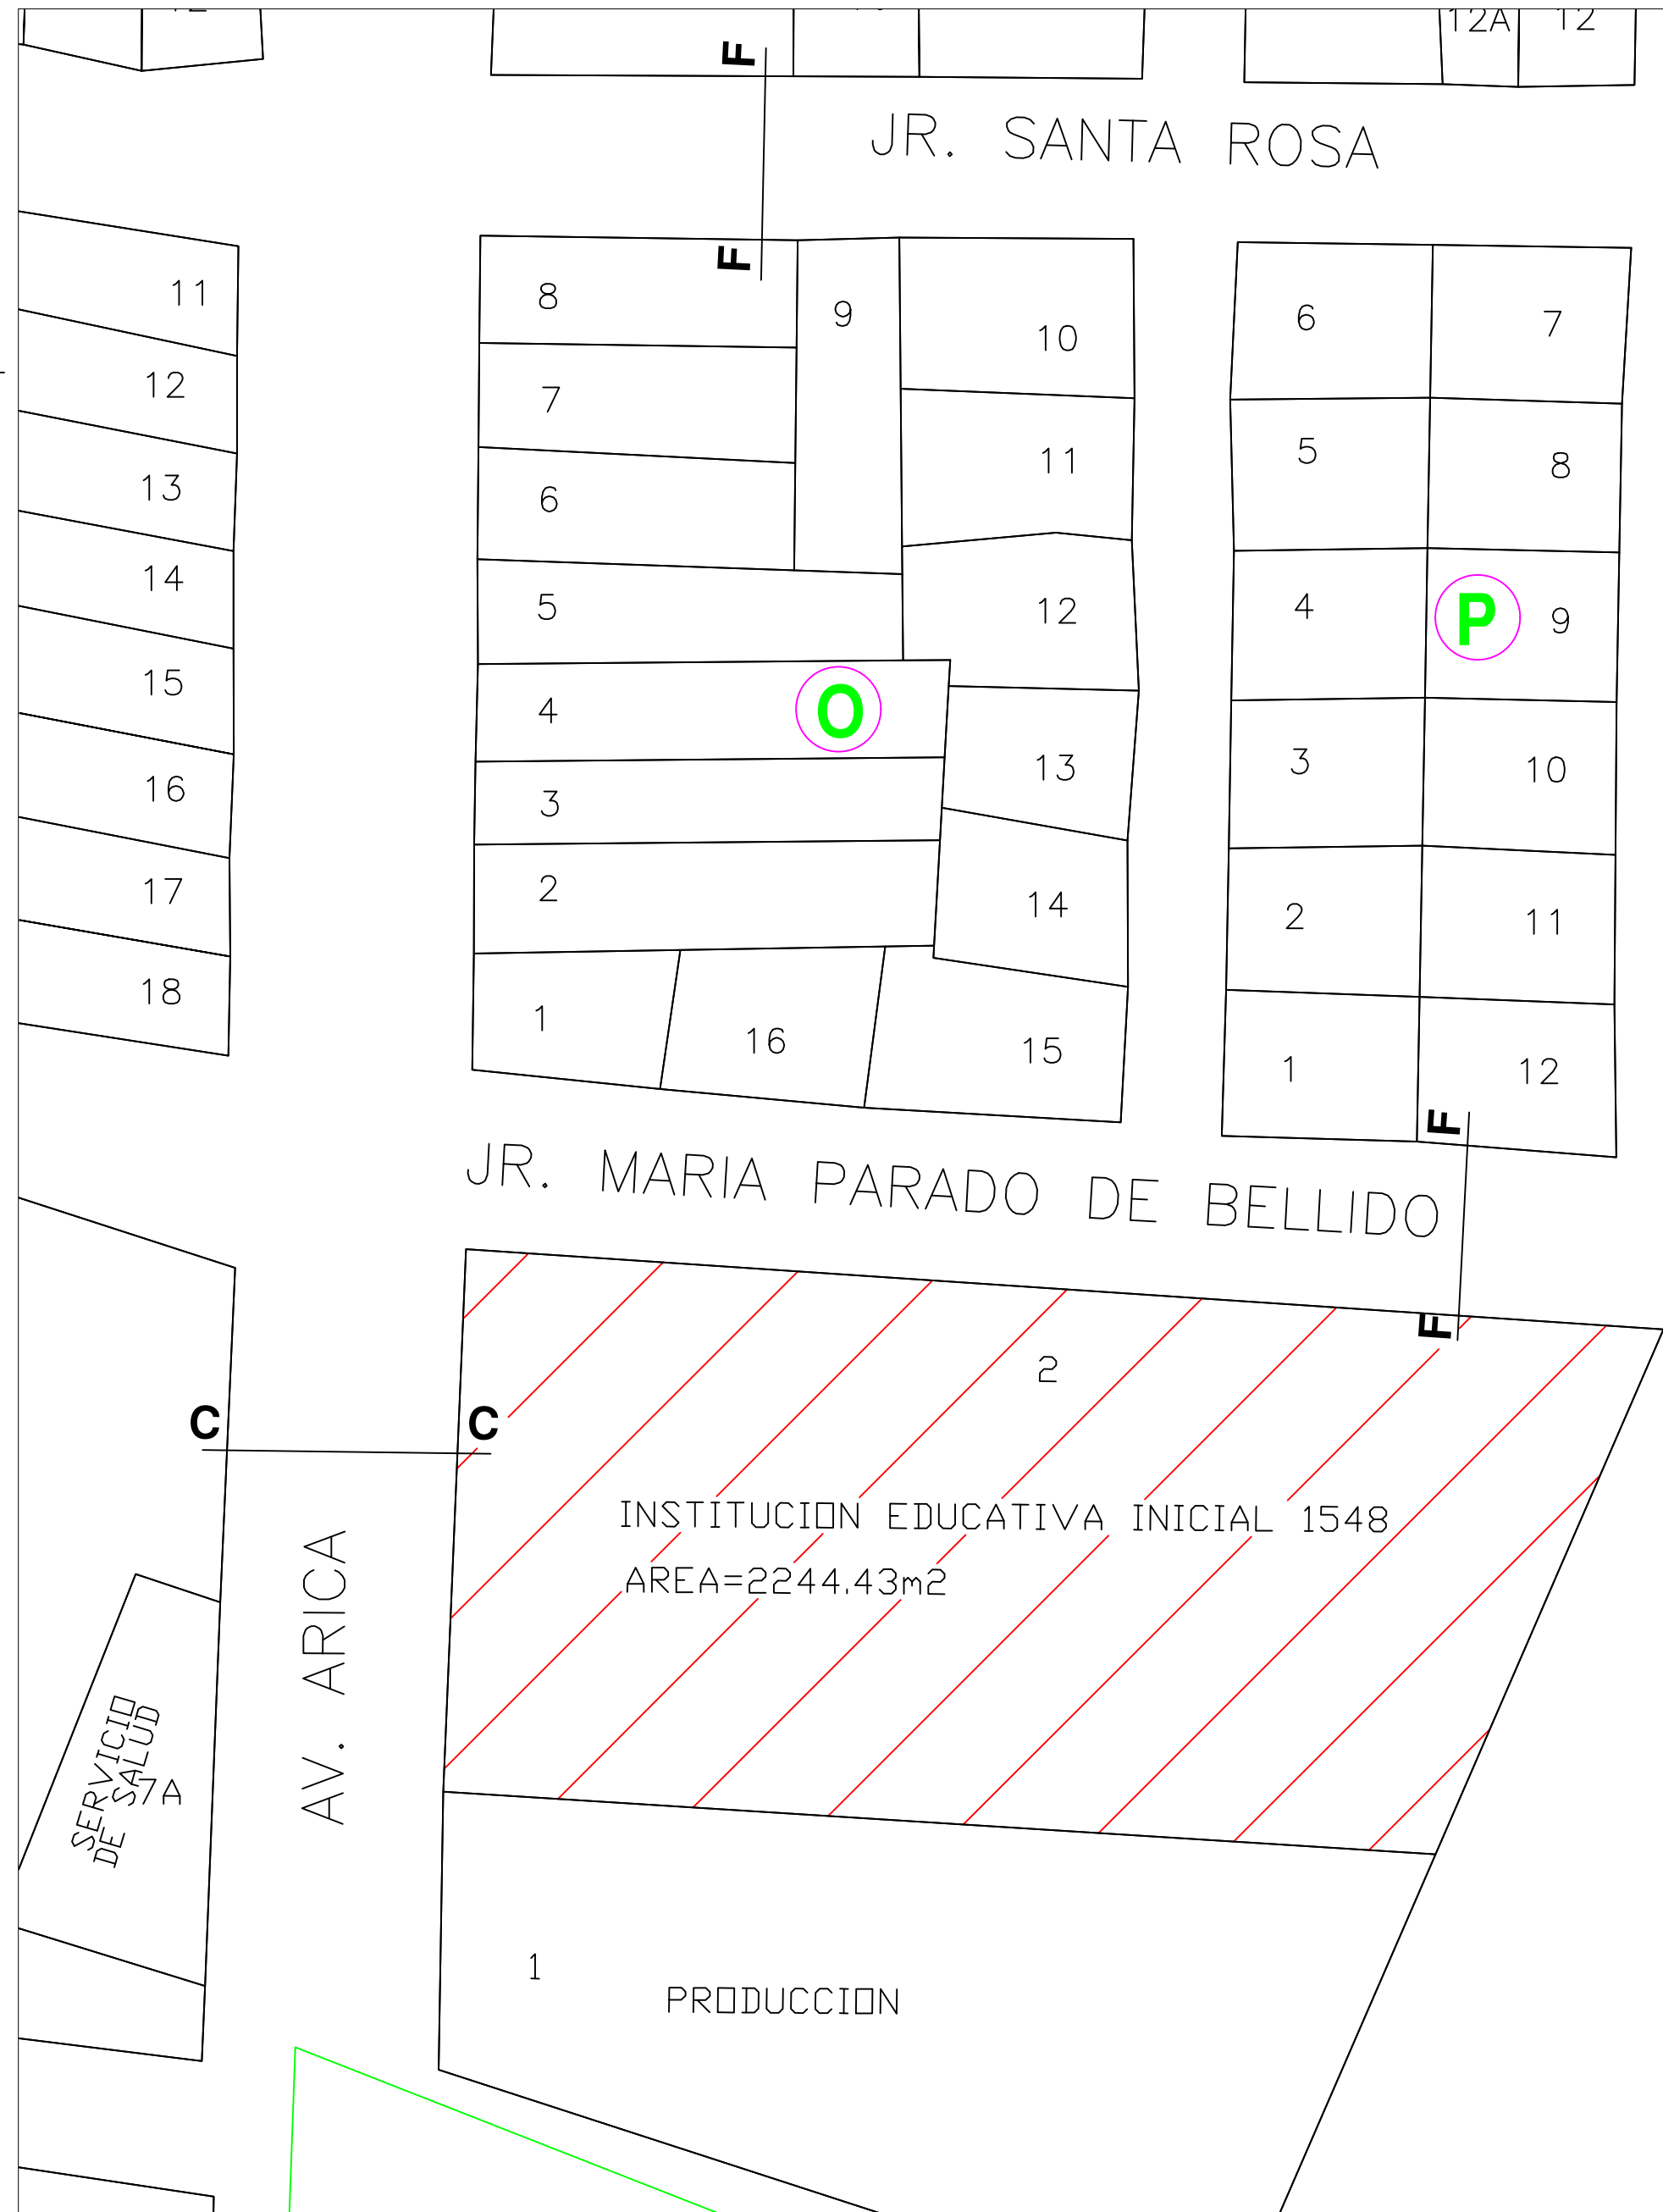 12A 12
F
JR. SANTA ROSA
F
11
12
13
14
15
16
17
18
8
7
6
5
4
3
2
1
9
10
11
12
13
14
15
16
O
6
5
4
3
2
1
7
8
9
10
11
12
P
F
JR. MARIA PARADO DE BELLIDO
F
2
C C
INSTITUCION EDUCATIVA INICIAL 1548
AREA=2244.43m2
AV. ARICA
SERVICIO
DE SALUD
7A
1
PRODUCCION